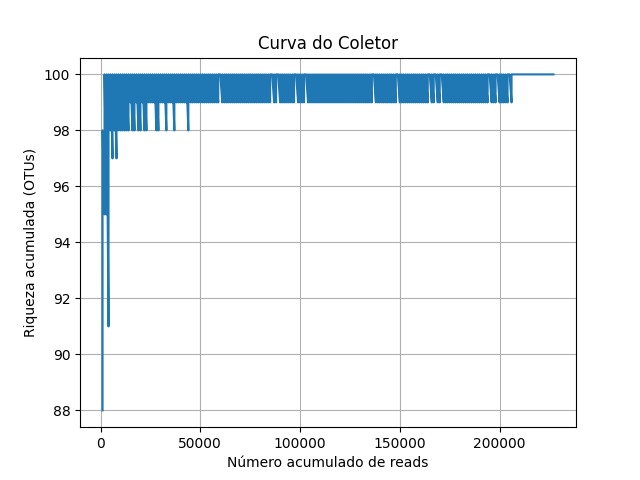 Curva do Coletor
Riqueza acumulada (OTUs)
100
98
96
94
92
90
88
0 50000 100000 150000 200000
Número acumulado de reads